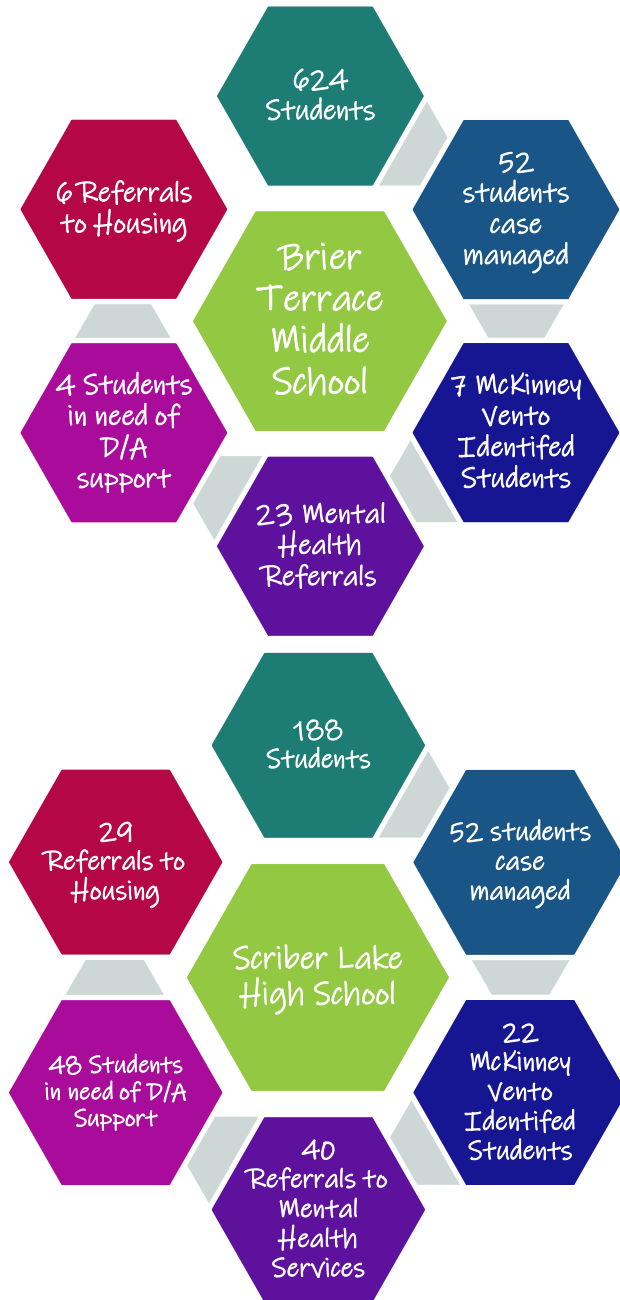 624
Students
52
students
case
managed
7 McKinney
Vento
Identifed
Students
23 Mental
Health
Referrals
4 Students
in need of
D/A
support
6 Referrals
to Housing
Brier
Terrace
Middle
School
188
Students
52 students
case
managed
22
McKinney
Vento
Identifed
Students
40
Referrals to
Mental
Health
Services
48 Students
in need of D/A
Support
29
Referrals to
Housing
Scriber Lake
High School